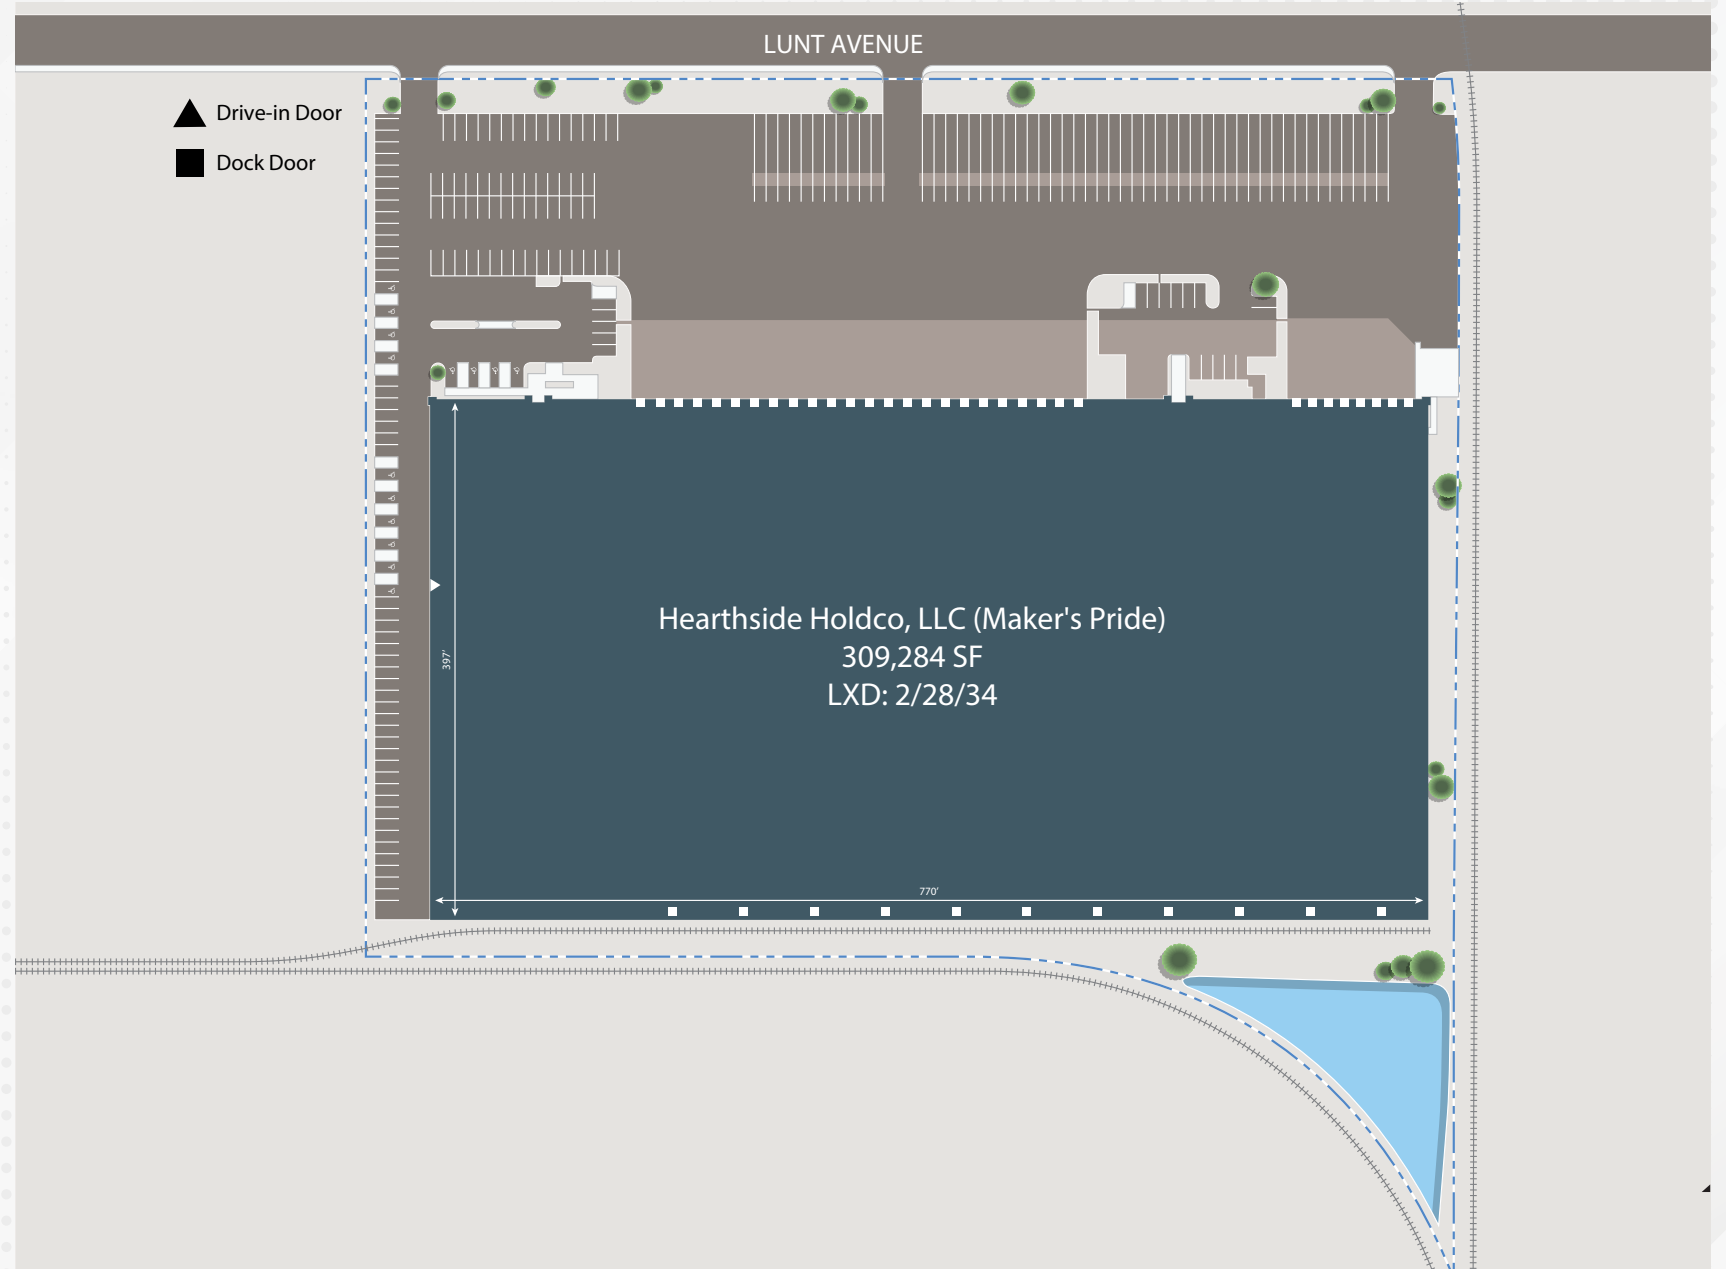 LUNT AVENUE
Drive-in Door
Dock Door
Hearthside Holdco, LLC (Maker's Pride)
309,284 SF
LXD: 2/28/34
397'
770'